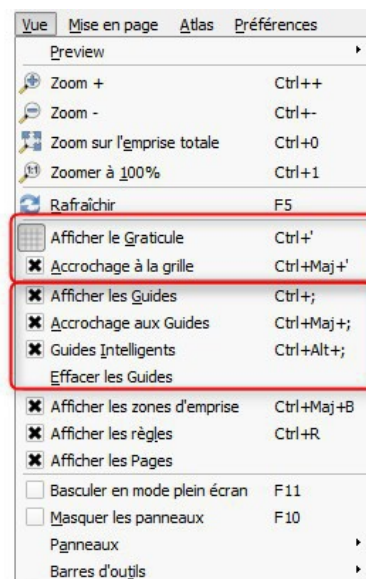 Vue Mise en page Atlas Préférences
Preview
Zoom + Ctrl++
Zoom - Ctrl+-
Zoom sur l'emprise totale Ctrl+0
1:1 Zoomer à 100% Ctrl+1
Rafraîchir F5
Afficher le Graticule Ctrl+'
Accrochage à la grille Ctrl+Maj+'
Afficher les Guides Ctrl+;
Accrochage aux Guides Ctrl+Maj+;
Guides Intelligents Ctrl+Alt+;
Effacer les Guides
Afficher les zones d'emprise Ctrl+Maj+B
Afficher les règles Ctrl+R
Afficher les Pages
Basculer en mode plein écran F11
Masquer les panneaux F10
Panneaux
Barres d'outils